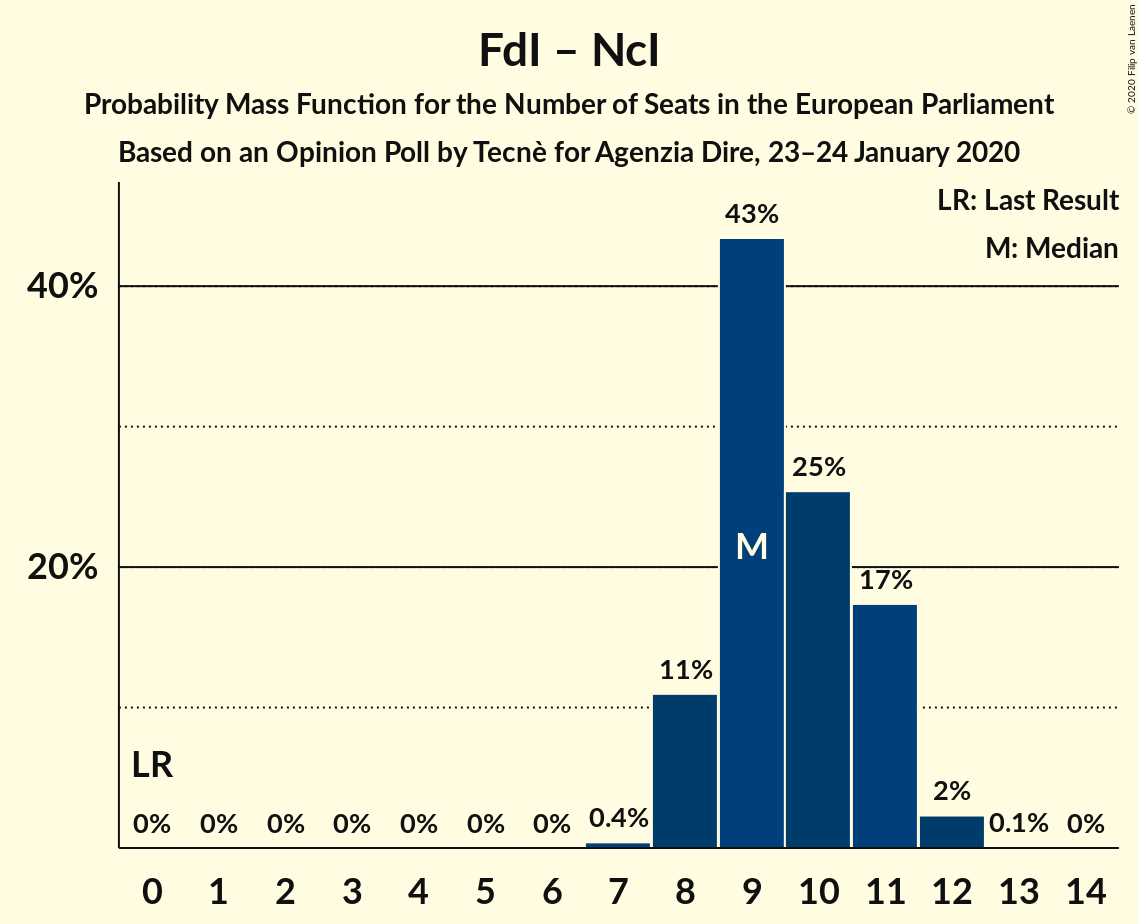 FdI – NcI
Probability Mass Function for the Number of Seats in the European Parliament
Based on an Opinion Poll by Tecnè for Agenzia Dire, 23–24 January 2020
© 2020 Filip van Laenen
LR: Last Result
M: Median
43%
40%
25%
M
20%
17%
11%
LR
0% 0% 0% 0% 0% 0% 0% 0.4% 2% 0.1% 0%
0 1 2 3 4 5 6 7 8 9 10 11 12 13 14